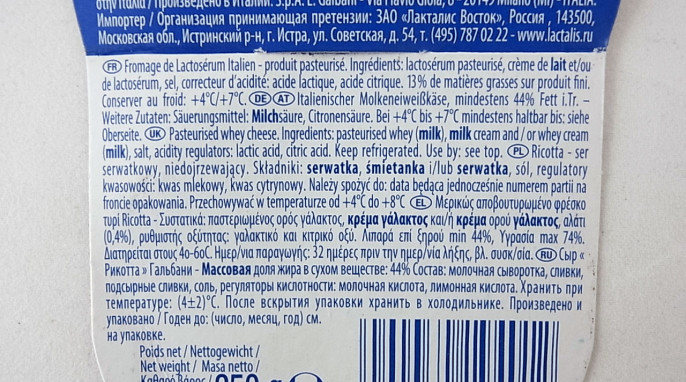 Италия / Произведено в Италии. S.p.A. E. Galbani - Via Flavio Gioia, 8 - 20149 Milano (MI) - ITALIA.
Импортер / Организация принимающая претензии: ЗАО «Лакталис Восток», Россия , 143500,
Московская обл., Истринский р-н, г. Истра, ул. Советская, д. 54, т. (495) 787 02 22 - www.lactalis.ru
FR Fromage de Lactosérum Italien - produit pasteurisé. Ingrédients: lactosérum pasteurisé, crème de lait et/ou
de lactosérum, sel, correcteur d'acidité: acide lactique, acide citrique. 13% de matières grasses sur produit fini.
Conserver au froid: +4°C/+7°C. DE AT Italienischer Molkeneiweißkäse, mindestens 44% Fett i.Tr. –
Weitere Zutaten: Säuerungsmittel: Milchsäure, Citronensäure. Bei +4°C bis +7°C mindestens haltbar bis: siehe
Oberseite. UK Pasteurised whey cheese. Ingredients: pasteurised whey (milk), milk cream and / or whey cream
(milk), salt, acidity regulators: lactic acid, citric acid. Keep refrigerated. Use by: see top. PL Ricotta - ser
serwatkowy, niedojrzewający. Składniki: serwatka, śmietanka i/lub serwatka, sól, regulatory
kwasowości: kwas mlekowy, kwas cytrynowy. Należy spożyć do: data będąca jednocześnie numerem partii na
froncie opakowania. Przechowywać w temperaturze od +4°C do +8°C EL Μερικώς αποβουτυρωμένο φρέσκο
τυρί Ricotta - Συστατικά: παστεριωμένος ορός γάλακτος, κρέμα γάλακτος και/ή κρέμα ορού γάλακτος, αλάτι
(0,4%), ρυθμιστής οξύτητας: γαλακτικό και κιτρικό οξύ. Λιπαρά επί ξηρού min 44%, Υγρασία max 74%.
Διατηρείται στους 4o-6oC. Ημερ/νία παραγωγής: 32 ημέρες πριν την ημερ/νία λήξης, βλ. συσκ/σία. RU Сыр «
Рикотта » Гальбани - Массовая доля жира в сухом веществе: 44% Состав: молочная сыворотка, сливки,
подсырные сливки, соль, регуляторы кислотности: молочная кислота, лимонная кислота. Хранить при
температуре: (4±2)°C. После вскрытия упаковки хранить в холодильнике. Произведено и
упаковано / Годен до: (число, месяц, год) см.
на упаковке.
Poids net / Nettogewicht /
Net weight / Masa netto /
Καθαρό Βάρος / 250 g